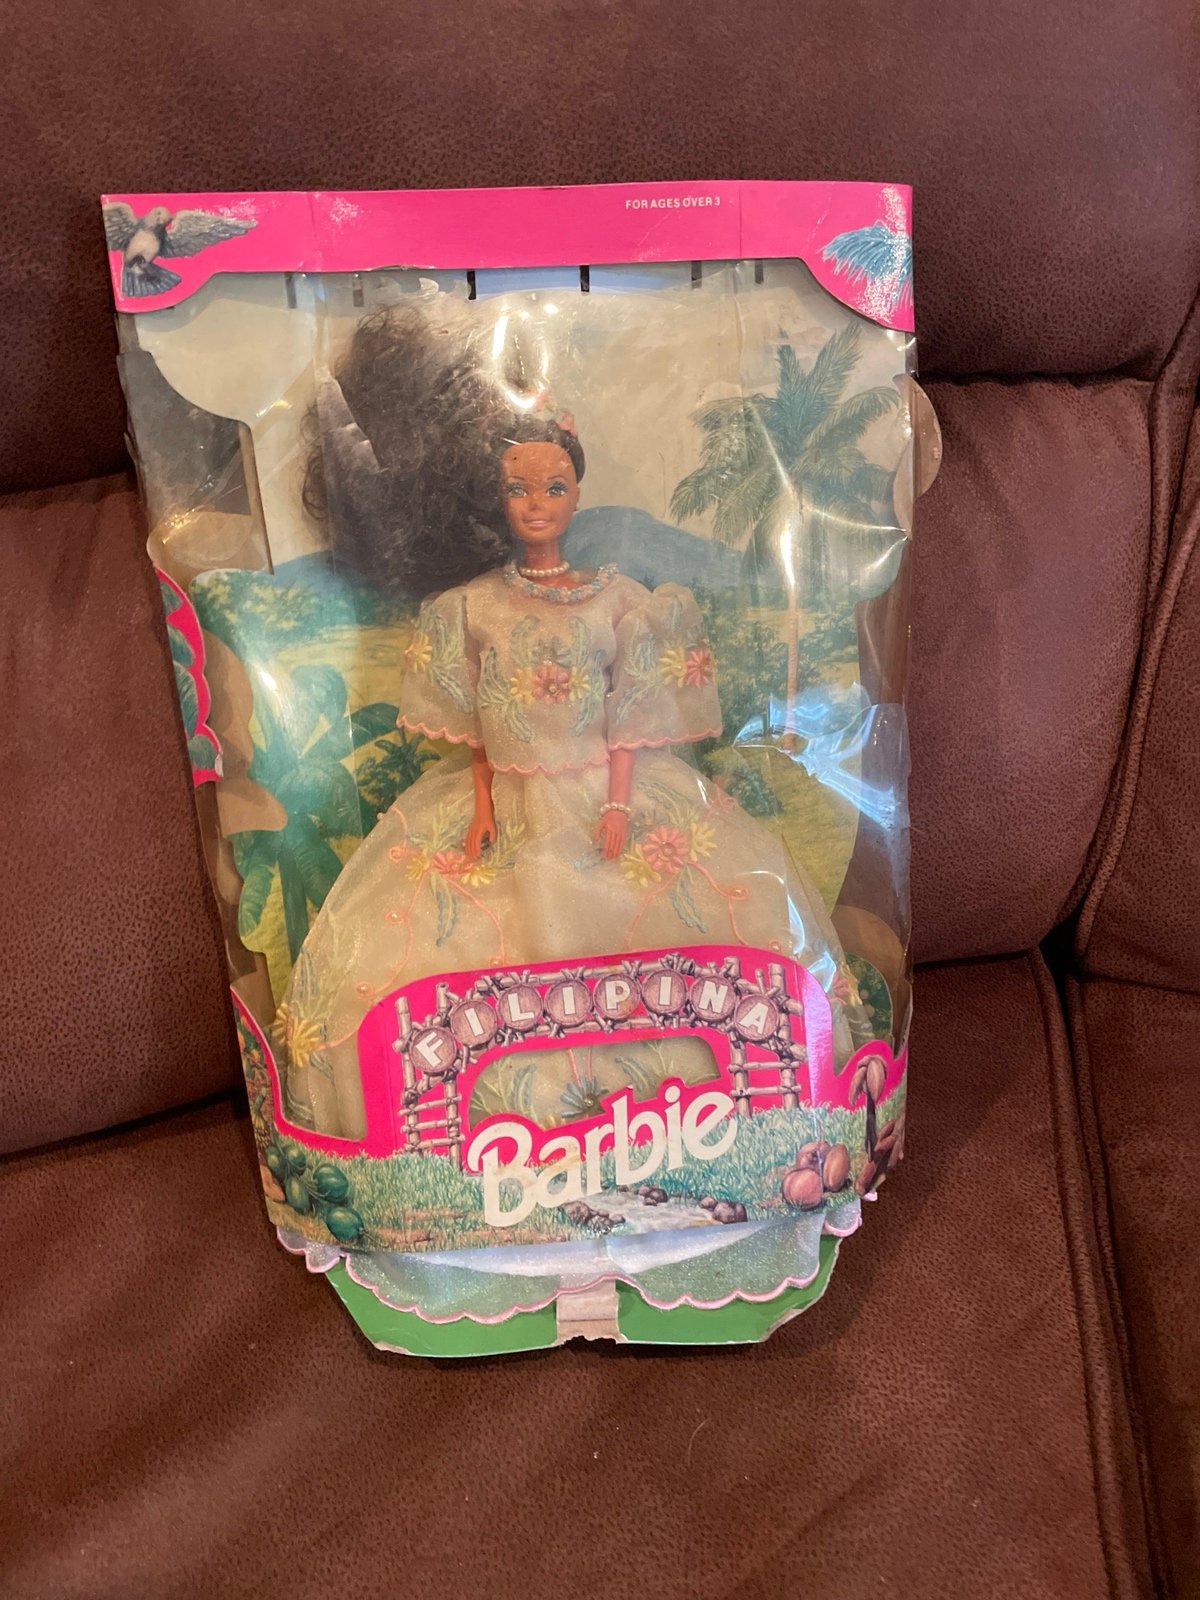 FOR AGES OVER 3
FILIPINA
Barbie